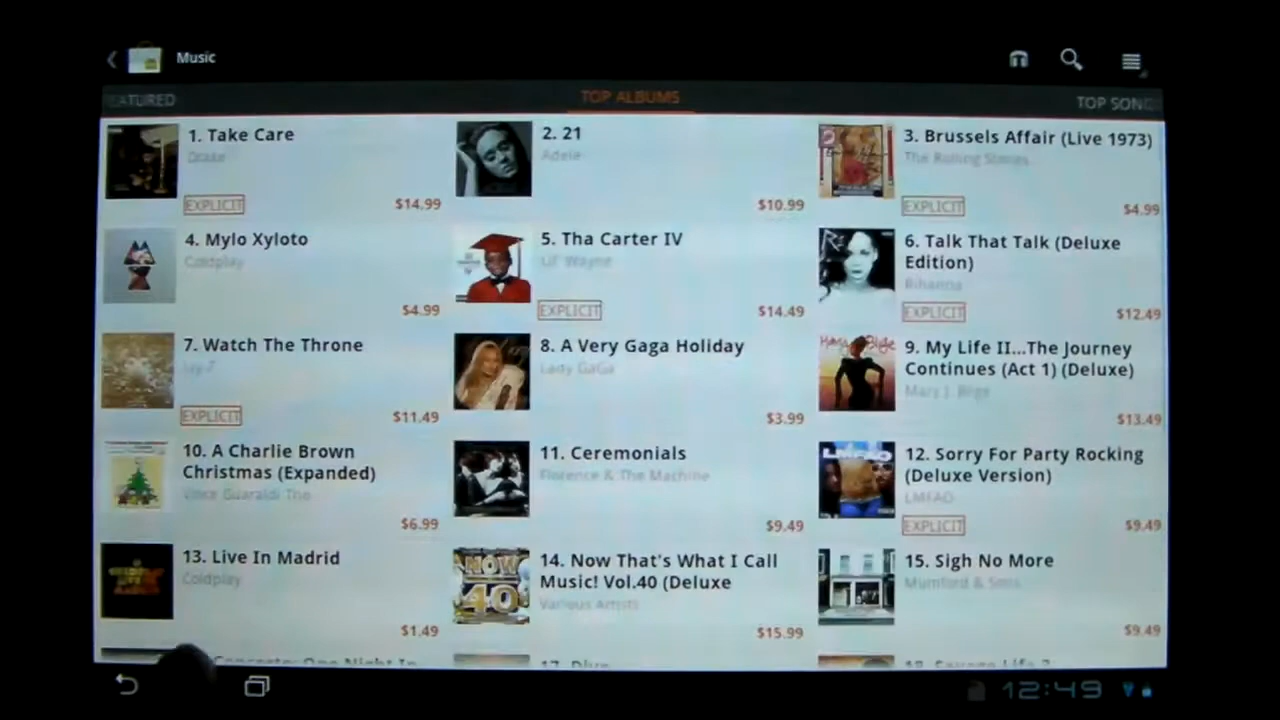 Music
ATURED
TOP ALBUMS
TOP SONG
1. Take Care
Drake
EXPLICIT
$14.99
2. 21
Adele
$10.99
3. Brussels Affair (Live 1973)
The Rolling Stones
EXPLICIT
$4.99
4. Mylo Xyloto
Coldplay
$4.99
5. Tha Carter IV
Lil' Wayne
EXPLICIT
$14.49
6. Talk That Talk (Deluxe
Edition)
Rihanna
EXPLICIT
$12.49
7. Watch The Throne
Jay-Z
EXPLICIT
$11.49
8. A Very Gaga Holiday
Lady GaGa
$3.99
9. My Life II...The Journey
Continues (Act 1) (Deluxe)
Mary J. Blige
$13.49
10. A Charlie Brown
Christmas (Expanded)
Vince Guaraldi Trio
$6.99
11. Ceremonials
Florence & The Machine
$9.49
12. Sorry For Party Rocking
(Deluxe Version)
LMFAO
EXPLICIT
$9.49
13. Live In Madrid
Coldplay
$1.49
NOW
40
14. Now That's What I Call
Music! Vol.40 (Deluxe
Various Artists
$15.99
15. Sigh No More
Mumford & Sons
$9.49
12:49